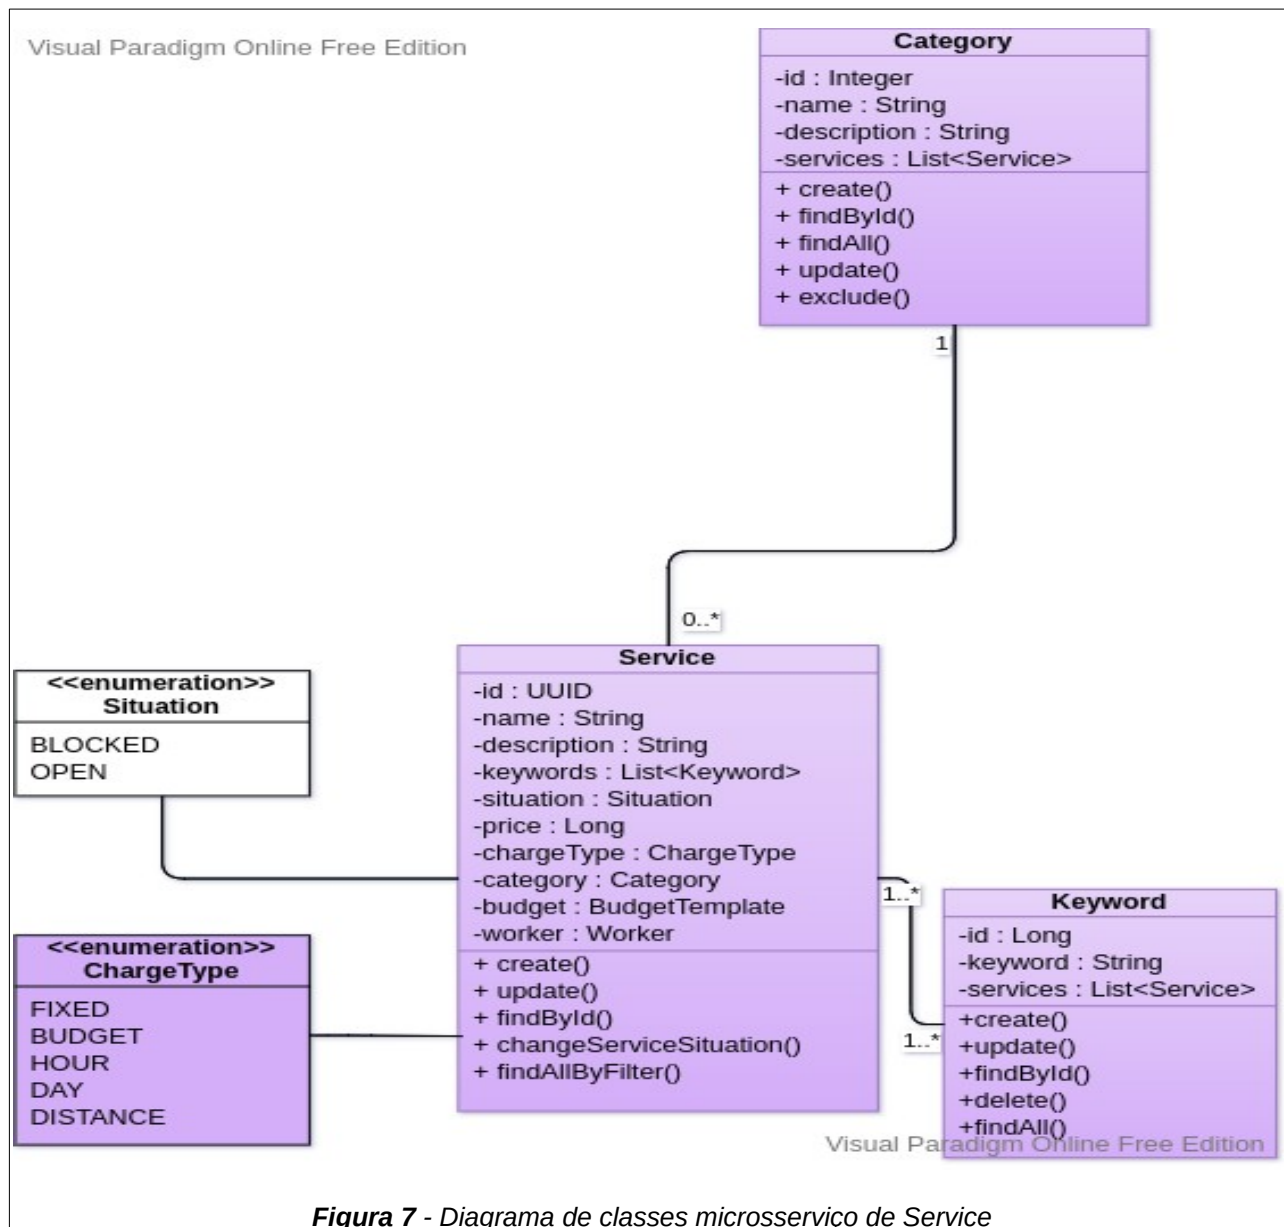 Visual Paradigm Online Free Edition
Category
-id : Integer
-name : String
-description : String
-services : List<Service>
+ create()
+ findById()
+ findAll()
+ update()
+ exclude()
1
0..*
<<enumeration>>
Situation
BLOCKED
OPEN
<<enumeration>>
ChargeType
FIXED
BUDGET
HOUR
DAY
DISTANCE
Service
-id : UUID
-name : String
-description : String
-keywords : List<Keyword>
-situation : Situation
-price : Long
-chargeType : ChargeType
-category : Category
-budget : BudgetTemplate
-worker : Worker
+ create()
+ update()
+ findById()
+ changeServiceSituation()
+ findAllByFilter()
1..*
1..*
Keyword
-id : Long
-keyword : String
-services : List<Service>
+create()
+update()
+findById()
+delete()
+findAll()
Visual Paradigm Online Free Edition
Figura 7 - Diagrama de classes microsserviço de Service